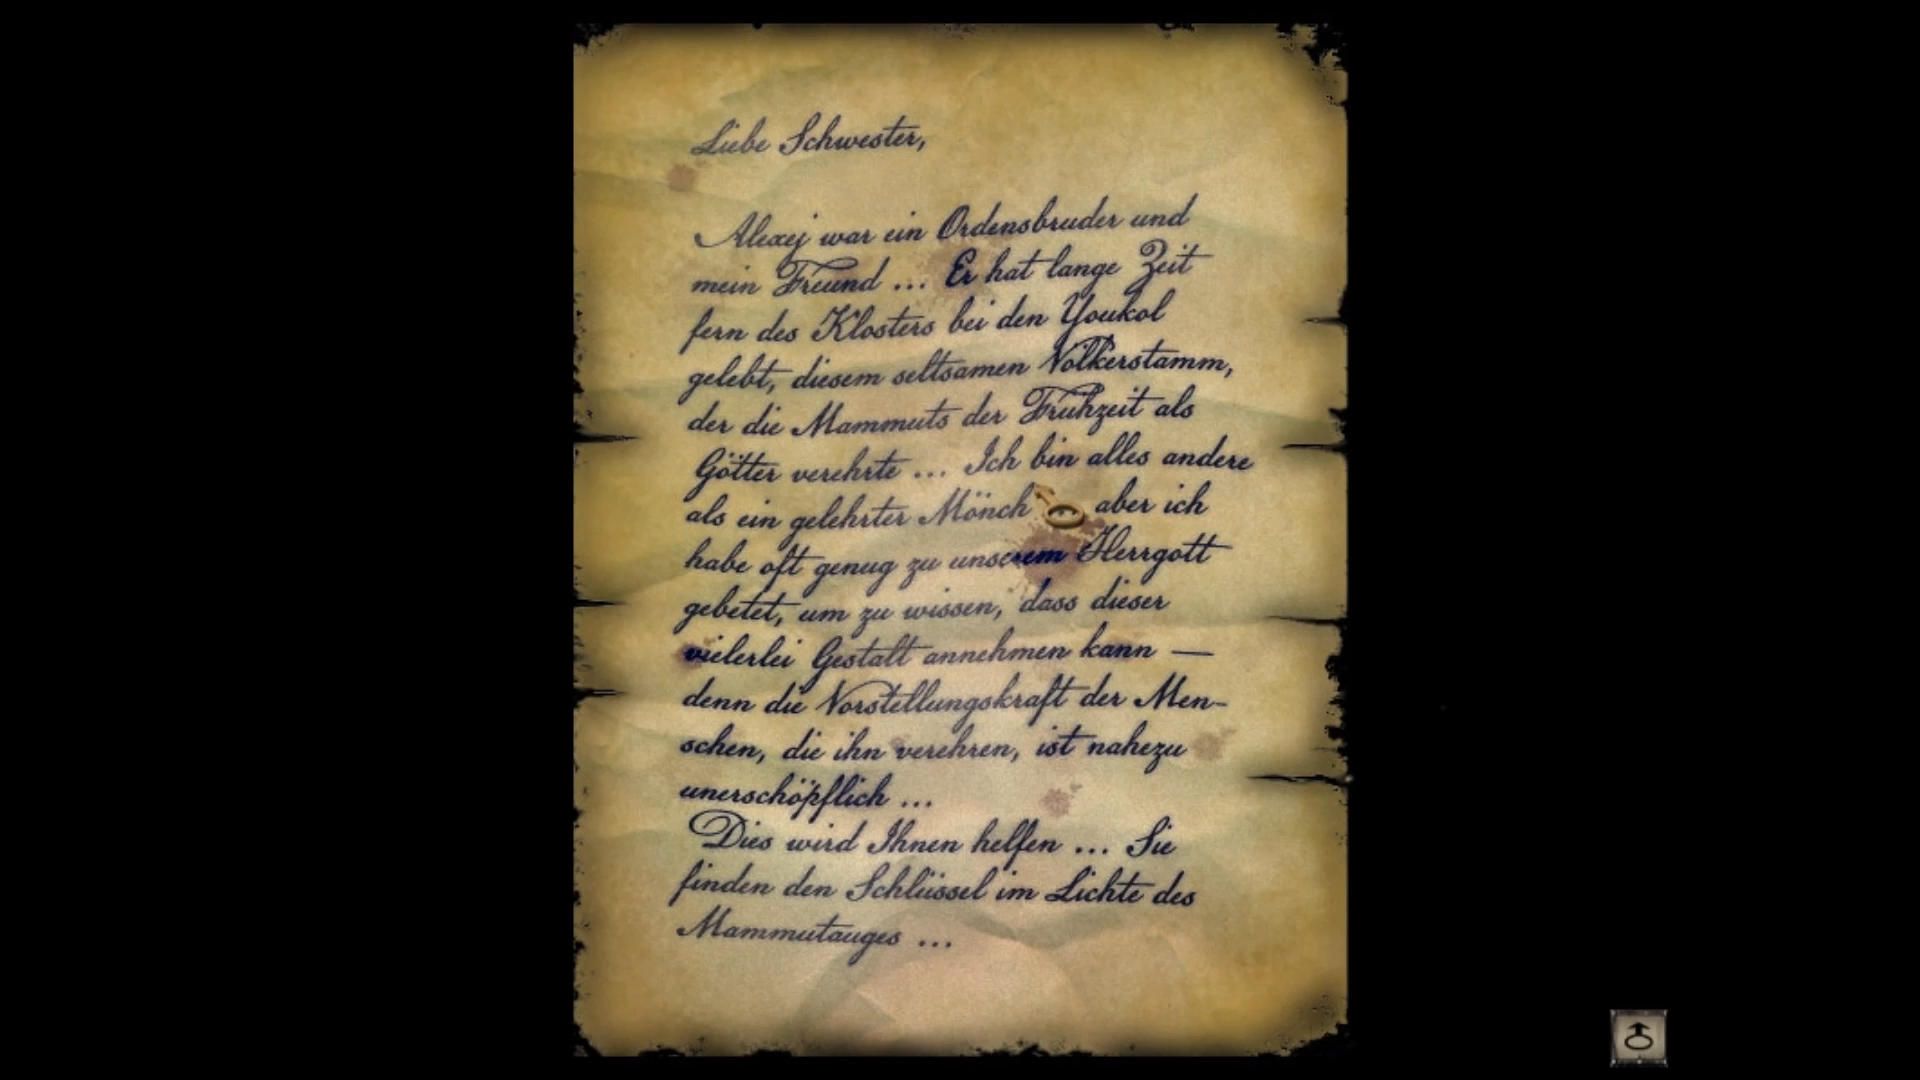 Liebe Schwester,
Alexej war ein Ordensbruder und
mein Freund ... Er hat lange Zeit
fern des Klosters bei den Youkol
gelebt, diesem seltsamen Volkerstamm,
der die Mammuts der Fruhzeit als
Götter verehrte ... Ich bin alles andere
als ein gelehrter Mönch aber ich
habe oft genug zu unserem Herrgott
gebetet, um zu wissen, dass dieser
vielerlei Gestalt annehmen kann —
denn die Vorstellungskraft der Men-
schen, die ihn verehren, ist nahezu
unerschöpflich ...
Dies wird Ihnen helfen ... Sie
finden den Schlüssel im Lichte des
Mammutauges ...